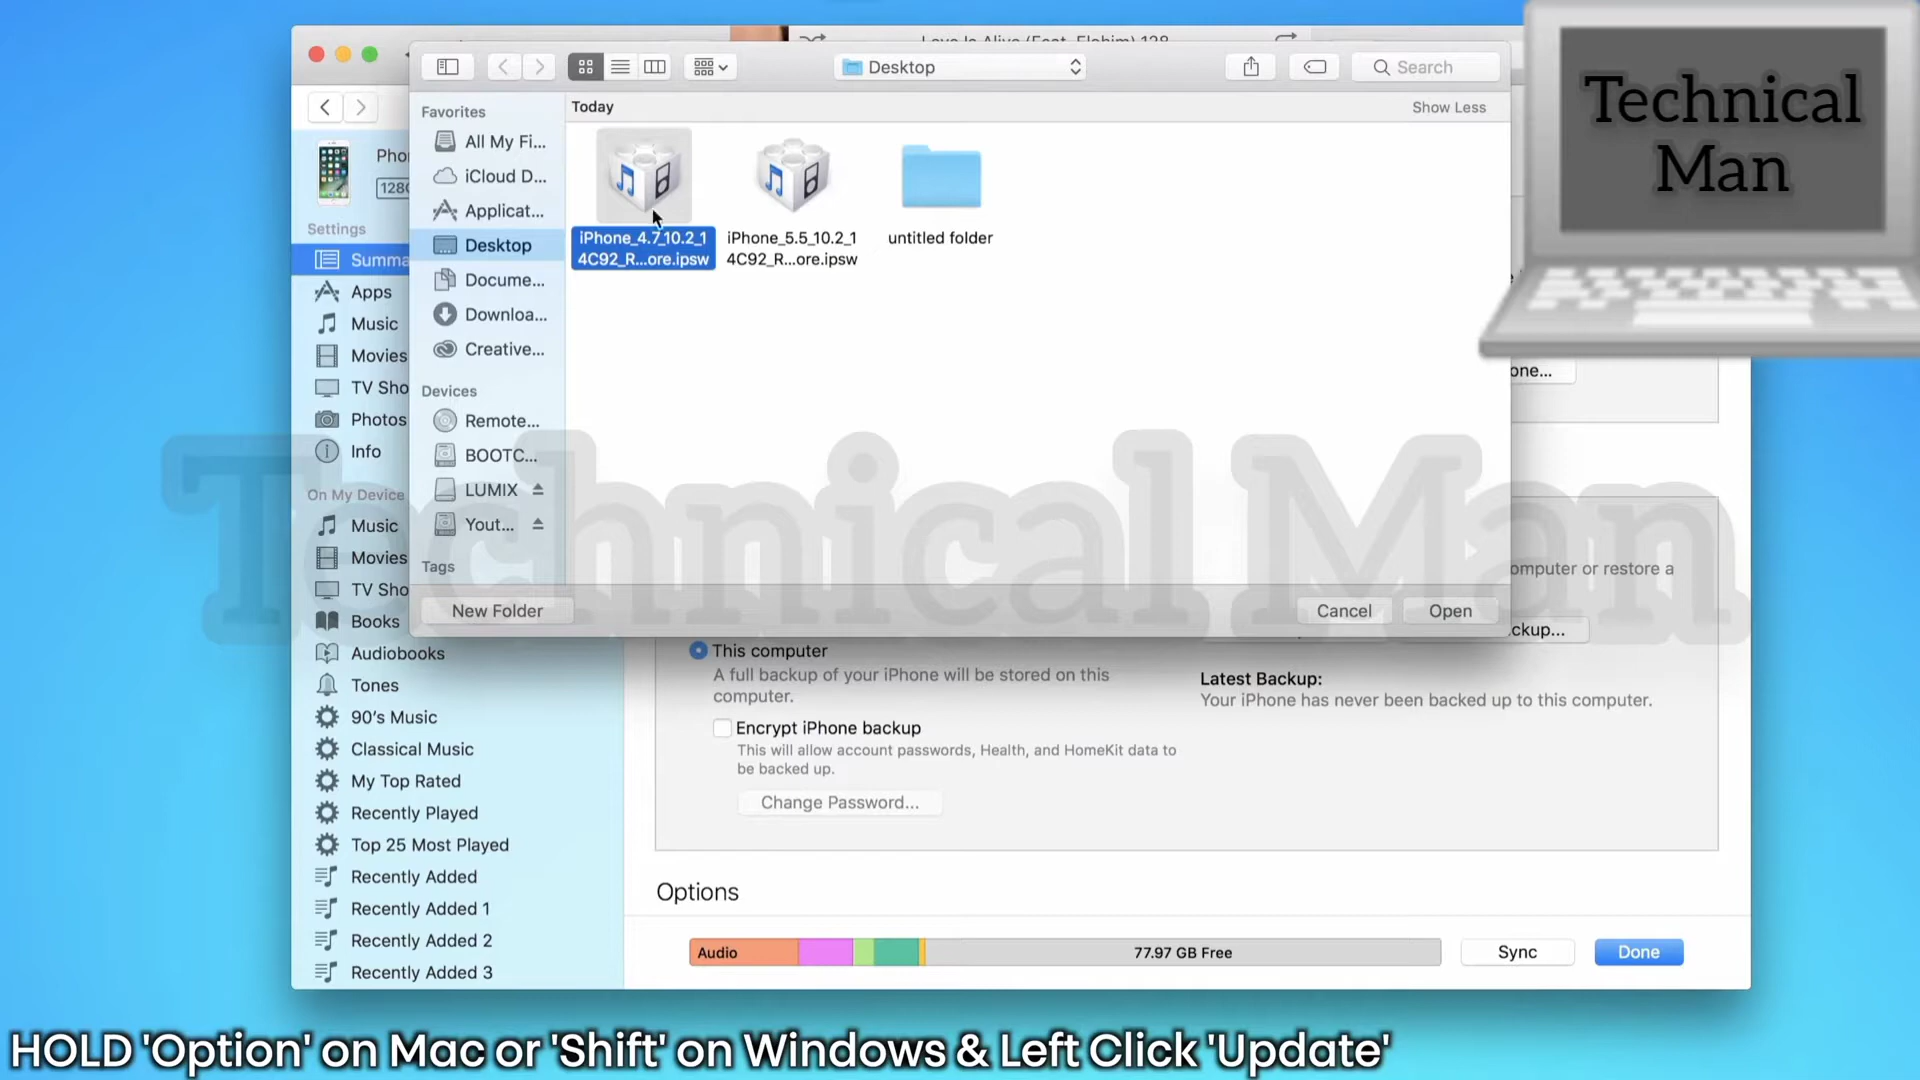 Desktop
Search
Technical
Man
Favorites
Today
Show Less
All My Fi...
iCloud D...
Applicat...
Desktop
Docume...
Downloa...
Creative...
Devices
Remote...
BOOTC...
LUMIX
Yout...
Tags
iPhone_4.7_10.2_1
4C92_R...ore.ipsw
iPhone_5.5_10.2_1
4C92_R...ore.ipsw
untitled folder
New Folder
Cancel
Open
Settings
Summa
Apps
Music
Movies
TV Sho
Photos
Info
On My Device
Music
Movies
TV Sho
Books
Audiobooks
Tones
90's Music
Classical Music
My Top Rated
Recently Played
Top 25 Most Played
Recently Added
Recently Added 1
Recently Added 2
Recently Added 3
Technical Man
one...
omputer or restore a
ckup...
This computer
A full backup of your iPhone will be stored on this
computer.
Encrypt iPhone backup
This will allow account passwords, Health, and HomeKit data to
be backed up.
Change Password...
Latest Backup:
Your iPhone has never been backed up to this computer.
Options
Audio
77.97 GB Free
Sync
Done
HOLD 'Option' on Mac or 'Shift' on Windows & Left Click 'Update'